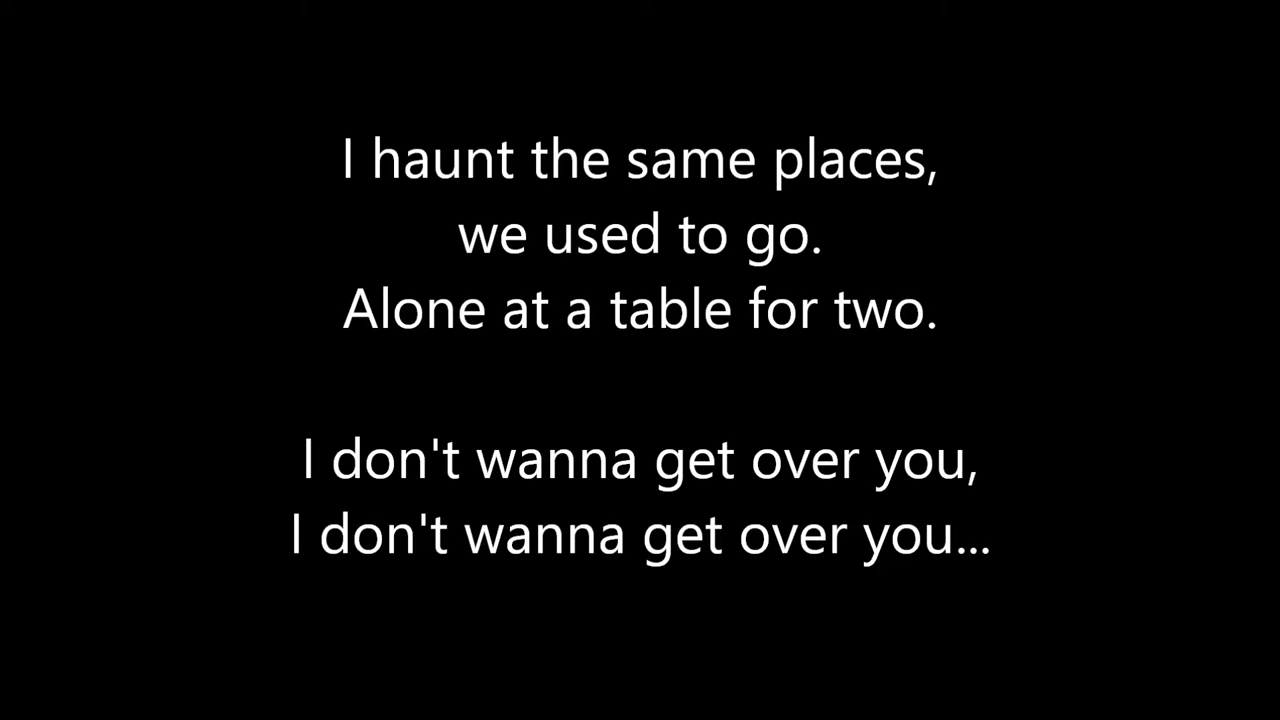 I haunt the same places,
we used to go.
Alone at a table for two.
I don't wanna get over you,
I don't wanna get over you...